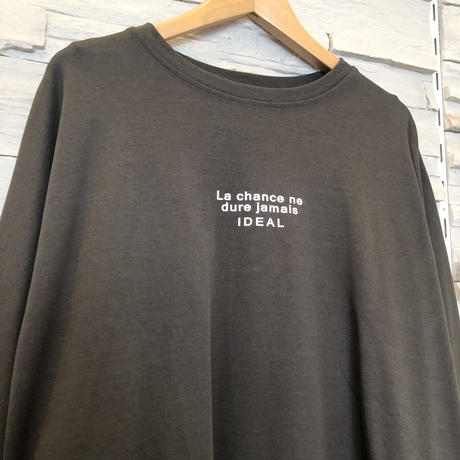 La chance ne
dure jamais
IDEAL